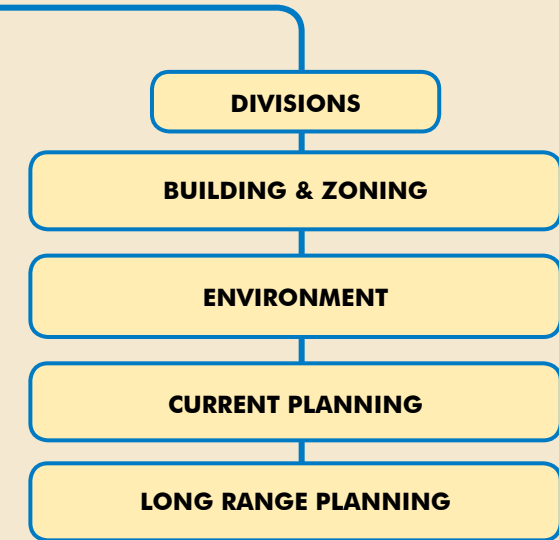 DIVISIONS
BUILDING & ZONING
ENVIRONMENT
CURRENT PLANNING
LONG RANGE PLANNING